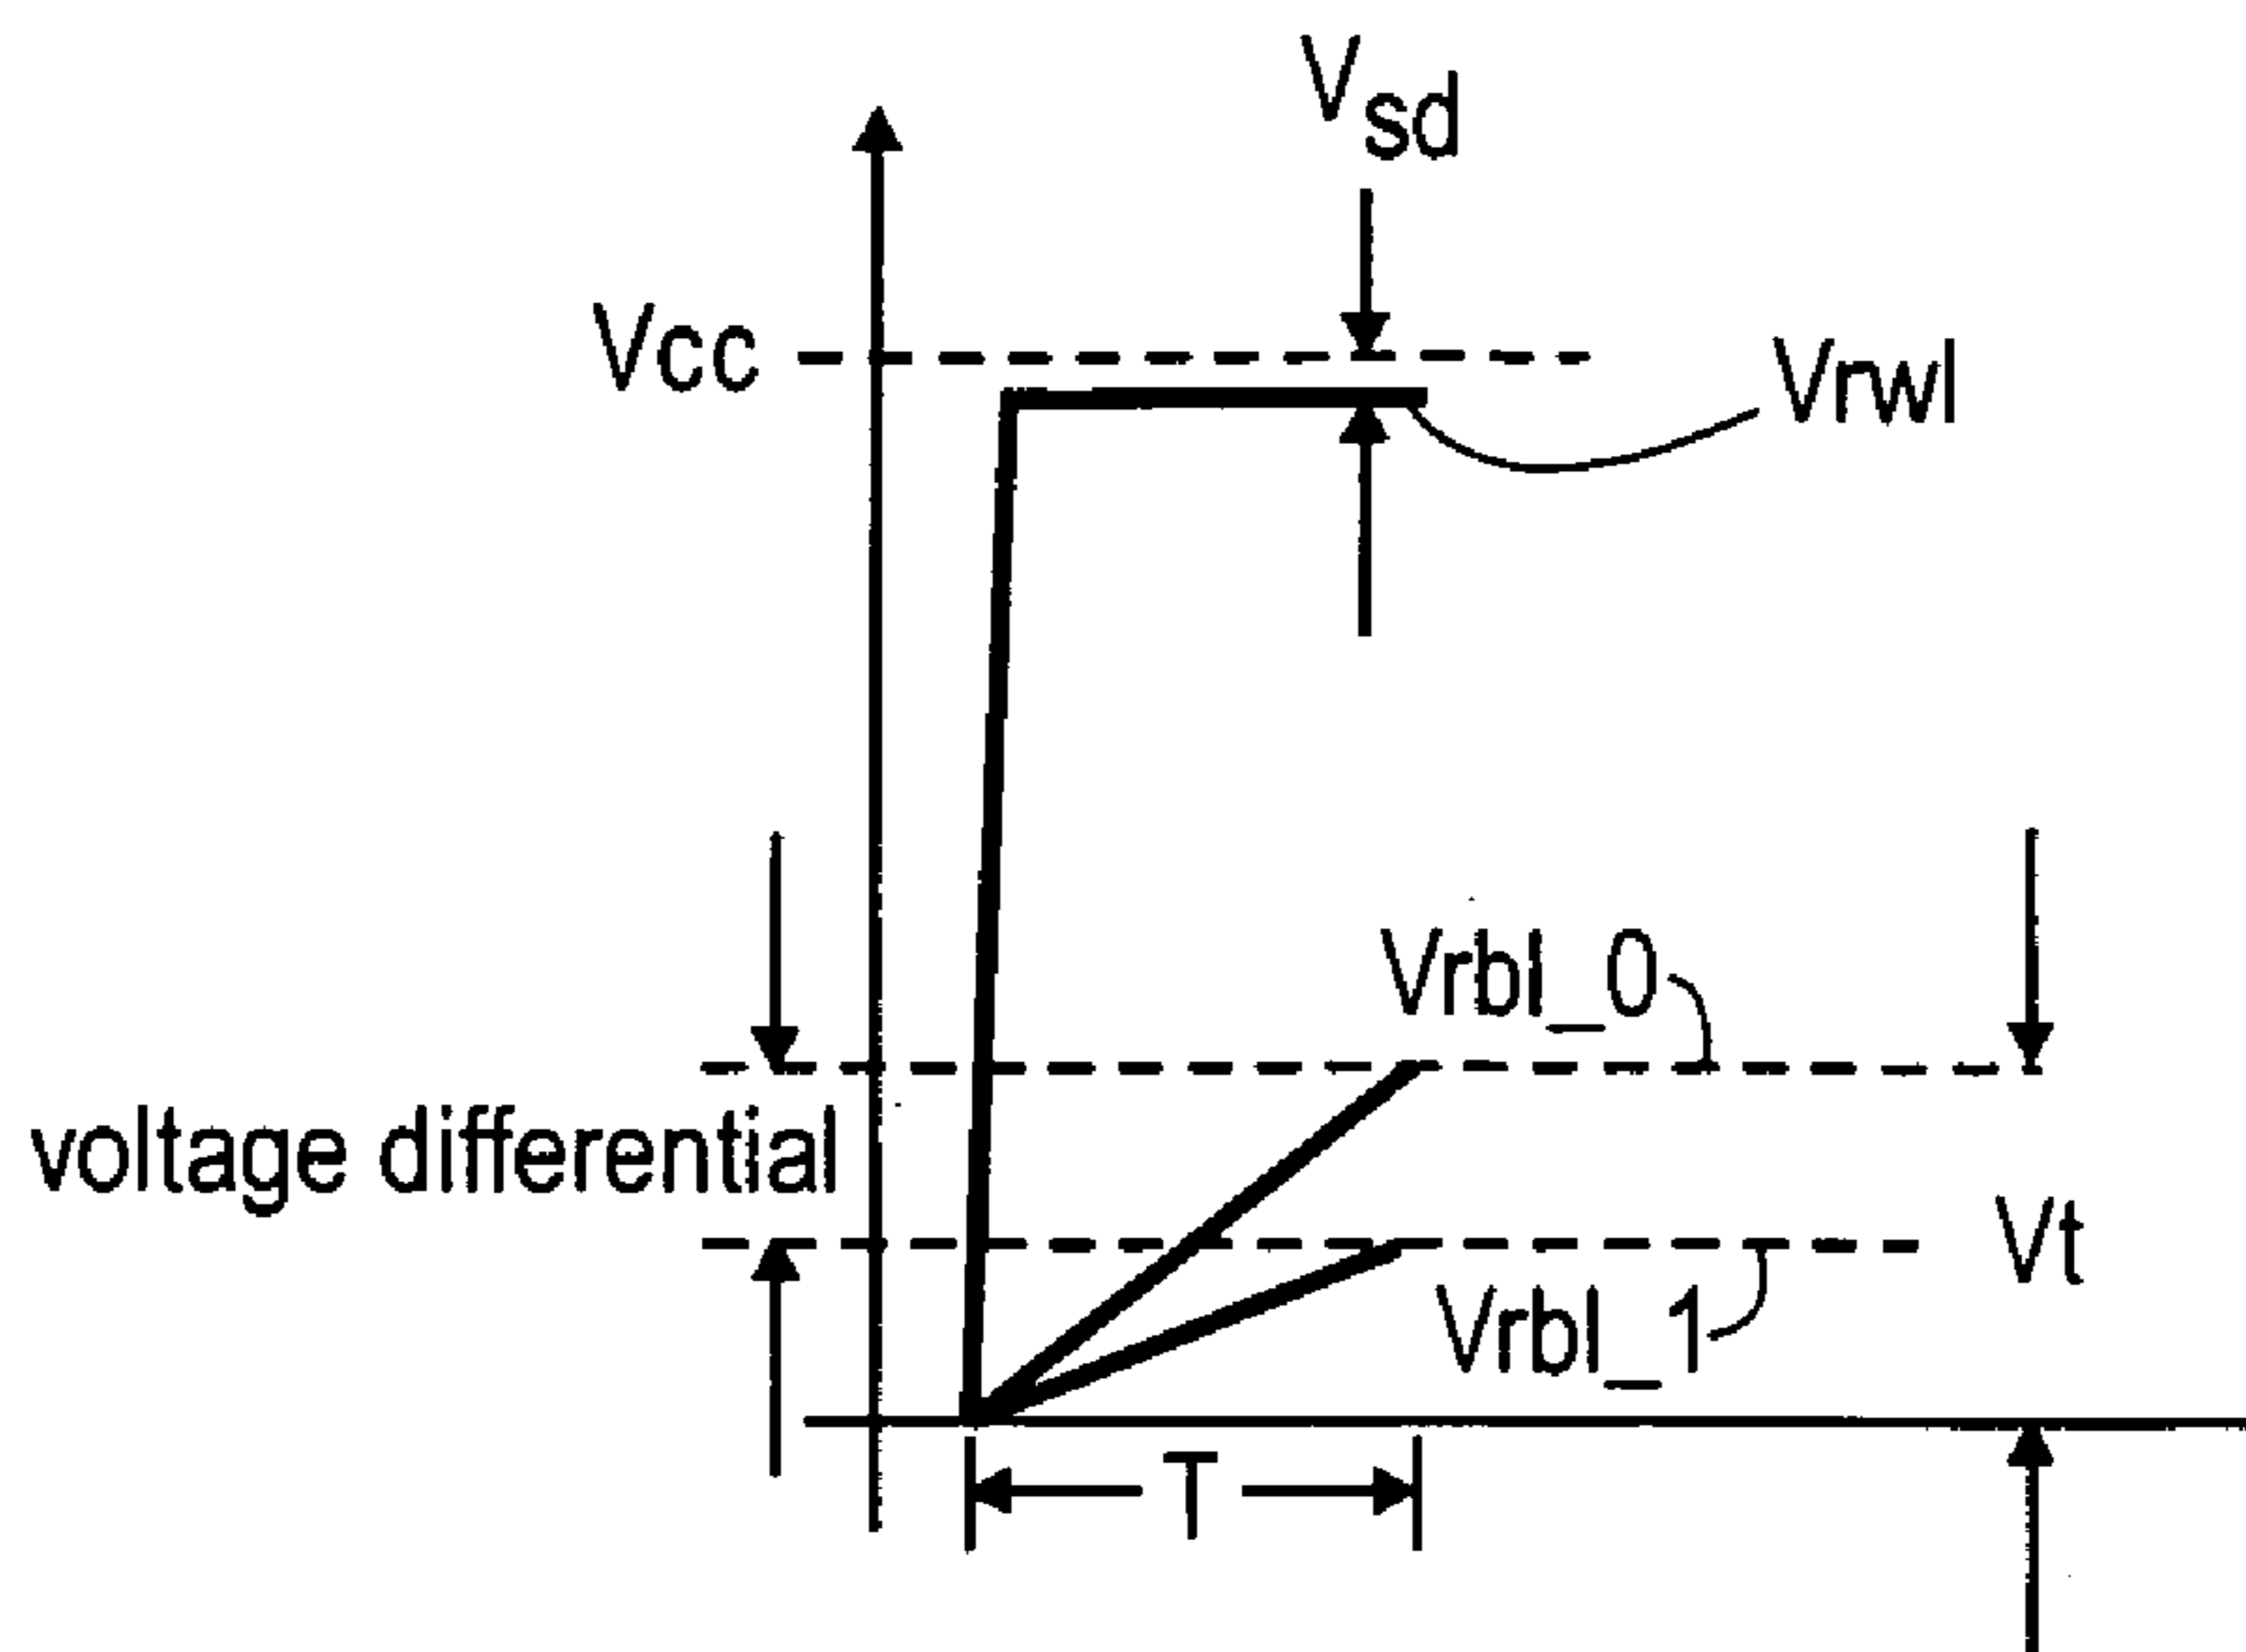 Vsd
Vcc
Vrwl
Vrbl_0
voltage differential
Vt
Vrbl_1
T